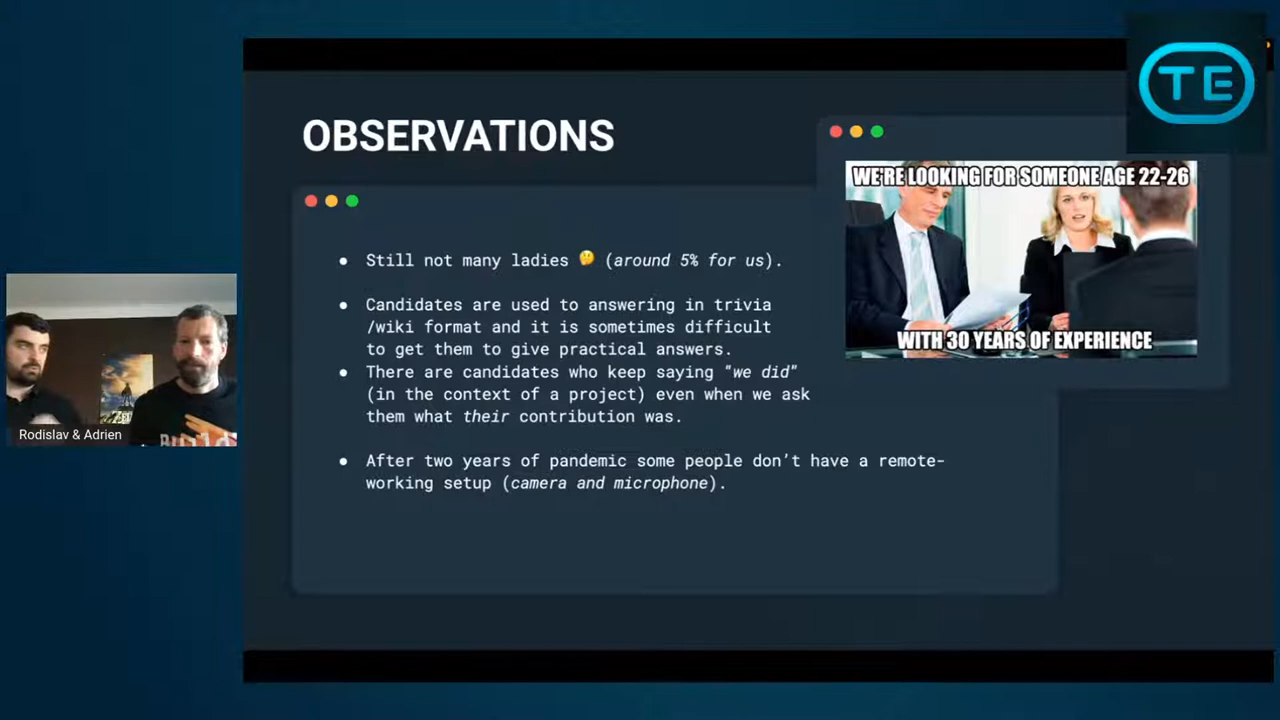 TE
OBSERVATIONS
WE'RE LOOKING FOR SOMEONE AGE 22-26
WITH 30 YEARS OF EXPERIENCE
● Still not many ladies 🤔 (around 5% for us).
● Candidates are used to answering in trivia
/wiki format and it is sometimes difficult
to get them to give practical answers.
● There are candidates who keep saying "we did"
(in the context of a project) even when we ask
them what their contribution was.
● After two years of pandemic some people don't have a remote-
working setup (camera and microphone).
Rodislav & Adrien